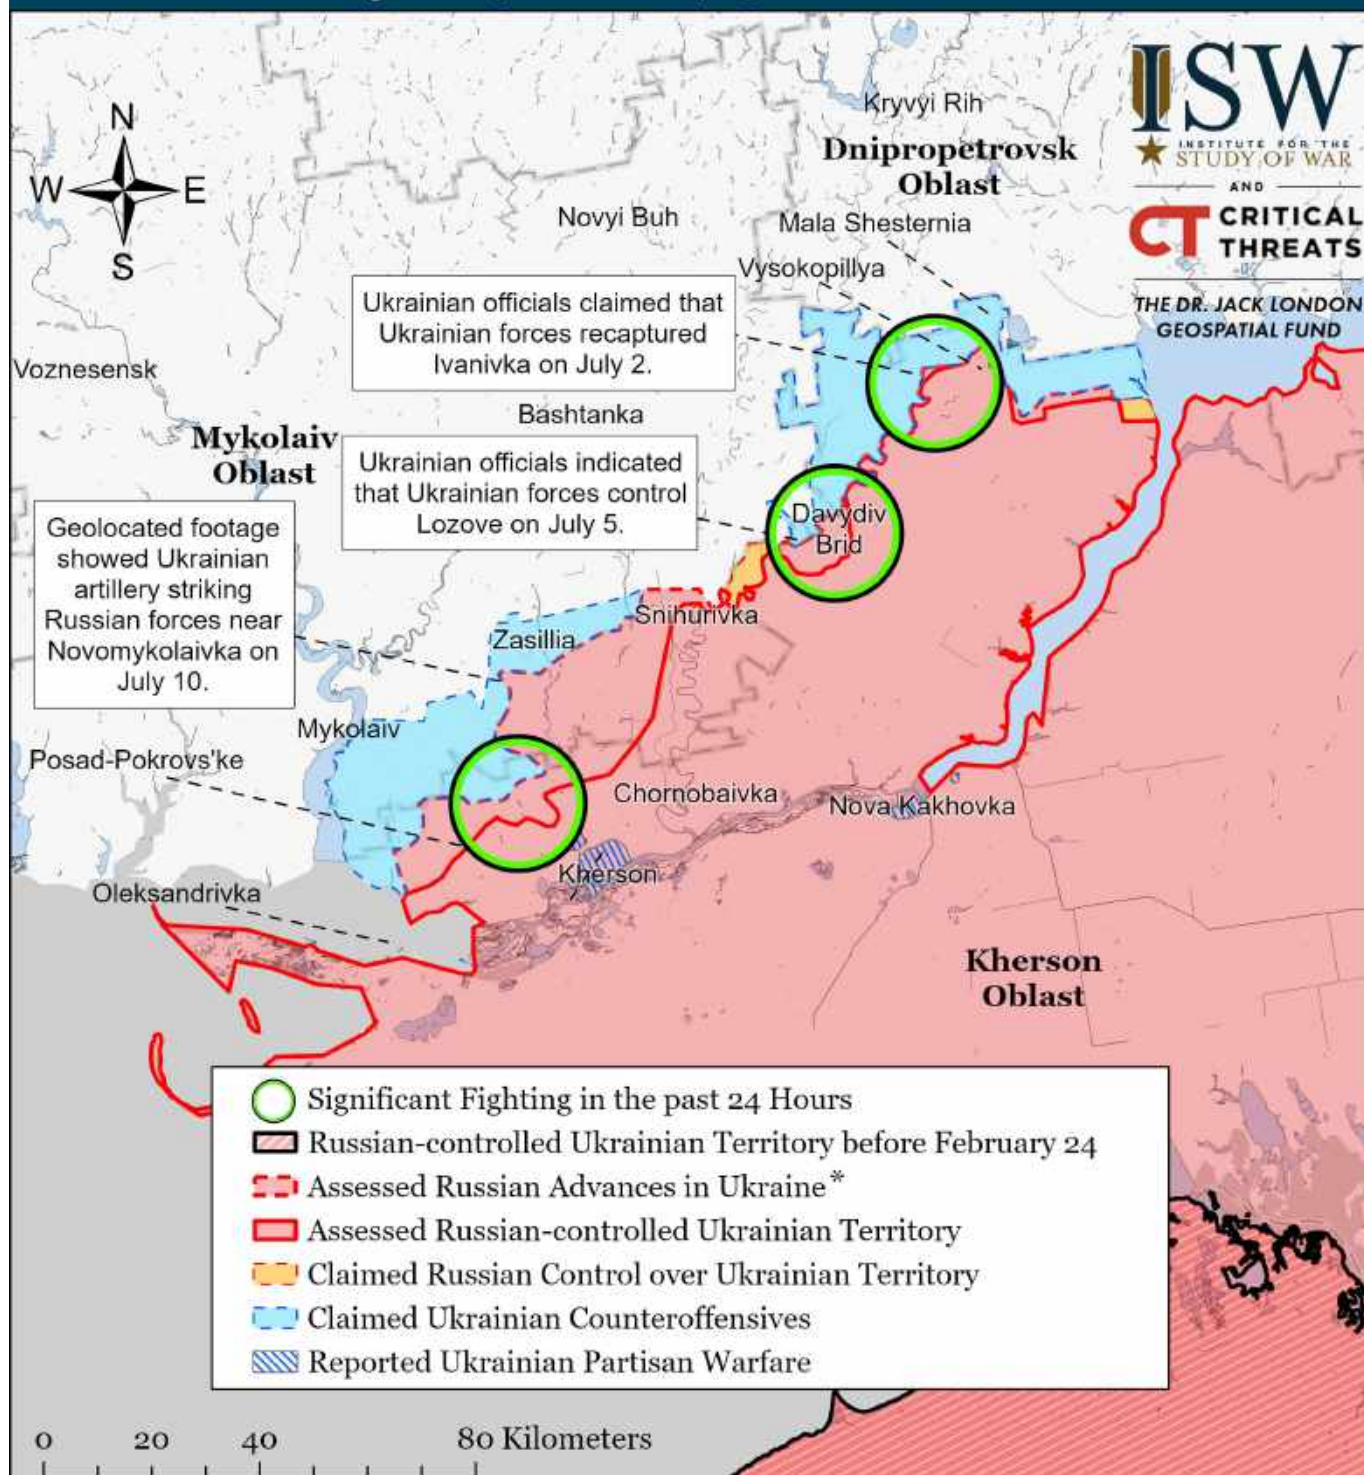 N
W E
S
ISW
INSTITUTE FOR THE
STUDY OF WAR
AND
CT CRITICAL
THREATS
THE DR. JACK LONDON
GEOSPATIAL FUND
Kryvyi Rih
Dnipropetrovsk
Oblast
Novyi Buh
Mala Shesternia
Vysokopillya
Ukrainian officials claimed that
Ukrainian forces recaptured
Ivanivka on July 2.
Voznesensk
Bashtanka
Mykolaiv
Oblast
Ukrainian officials indicated
that Ukrainian forces control
Lozove on July 5.
Davydiv
Brid
Geolocated footage
showed Ukrainian
artillery striking
Russian forces near
Novomykolaivka on
July 10.
Snihurivka
Zasillia
Mykolaiv
Posad-Pokrovs'ke
Chornobaivka
Nova Kakhovka
Kherson
Oleksandrivka
Kherson
Oblast
Significant Fighting in the past 24 Hours
Russian-controlled Ukrainian Territory before February 24
Assessed Russian Advances in Ukraine*
Assessed Russian-controlled Ukrainian Territory
Claimed Russian Control over Ukrainian Territory
Claimed Ukrainian Counteroffensives
Reported Ukrainian Partisan Warfare
0 20 40 80 Kilometers